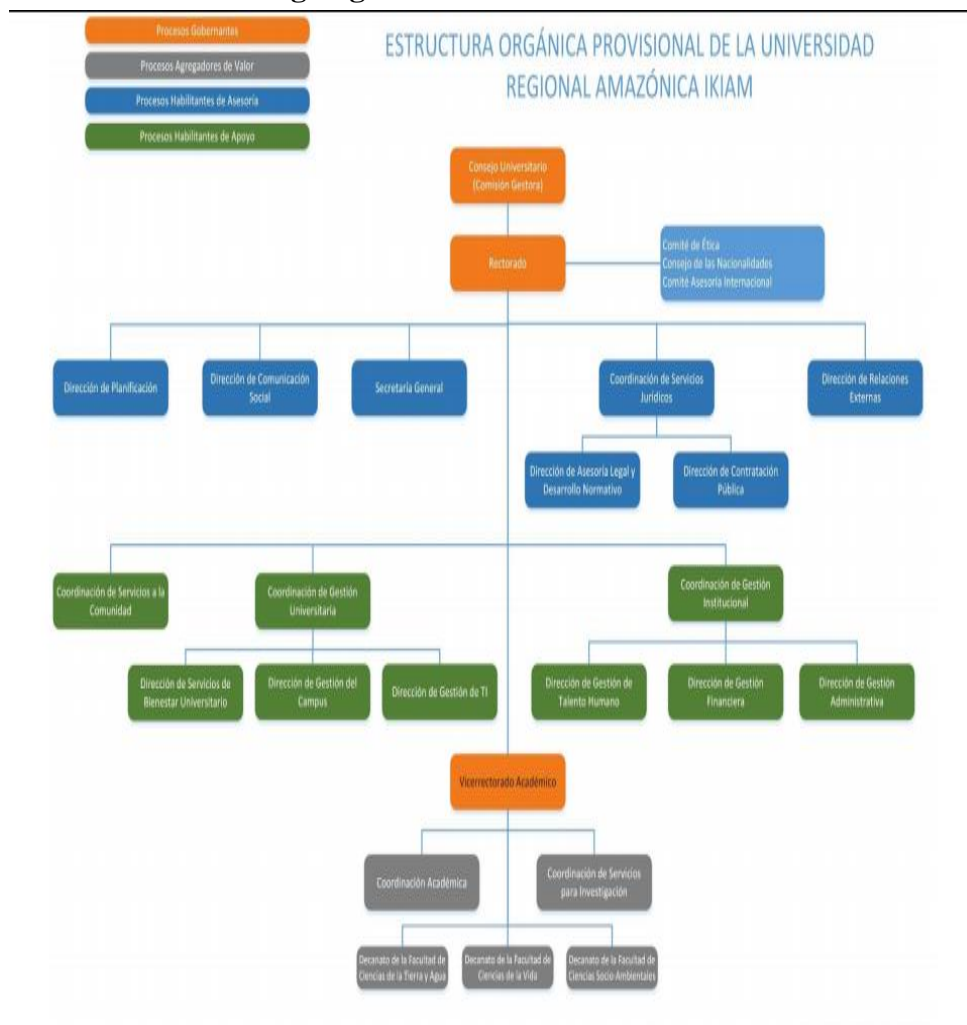 Procesos Gobernantes
Procesos Agregadores de Valor
Procesos Habilitantes de Asesoría
Procesos Habilitantes de Apoyo
ESTRUCTURA ORGÁNICA PROVISIONAL DE LA UNIVERSIDAD
REGIONAL AMAZÓNICA IKIAM
Consejo Universitario
(Comisión Gestora)
Rectorado
Comité de Ética
Consejo de las Nacionalidades
Comité Asesoría Internacional
Dirección de Planificación
Dirección de Comunicación
Social
Secretaría General
Coordinación de Servicios
Jurídicos
Dirección de Relaciones
Externas
Dirección de Asesoría Legal y
Desarrollo Normativo
Dirección de Contratación
Pública
Coordinación de Servicios a la
Comunidad
Coordinación de Gestión
Universitaria
Coordinación de Gestión
Institucional
Dirección de Servicios de
Bienestar Universitario
Dirección de Gestión del
Campus
Dirección de Gestión de TI
Dirección de Gestión de
Talento Humano
Dirección de Gestión
Financiera
Dirección de Gestión
Administrativa
Vicerrectorado Académico
Coordinación Académica
Coordinación de Servicios
para Investigación
Decanato de la Facultad de
Ciencias de la Tierra y Agua
Decanato de la Facultad de
Ciencias de la Vida
Decanato de la Facultad de
Ciencias Socio-Ambientales